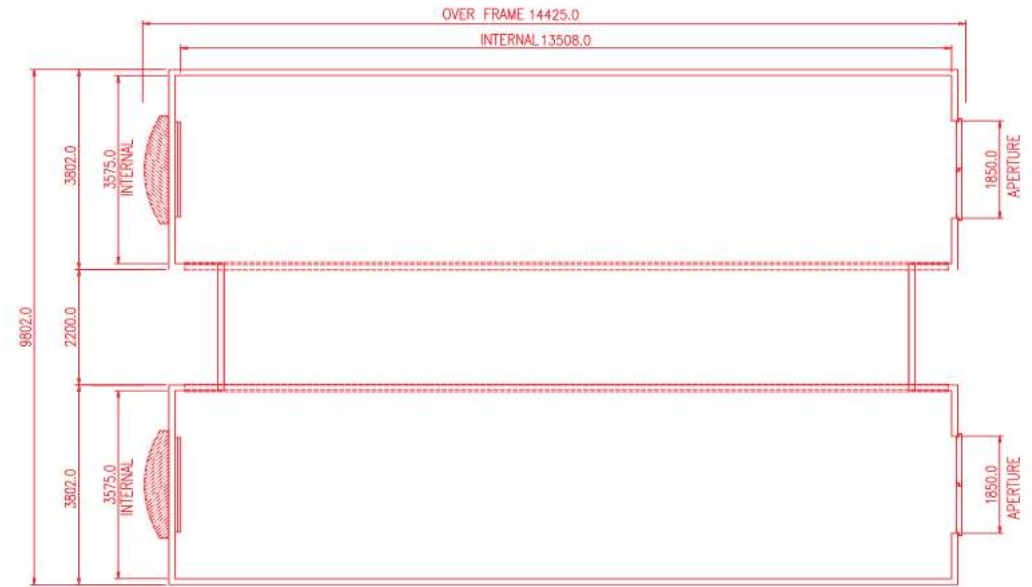 OVER FRAME 14425.0
INTERNAL 13508.0
9802.0
3802.0
3575.0
INTERNAL
1850.0
APERTURE
2200.0
3802.0
3575.0
INTERNAL
1850.0
APERTURE